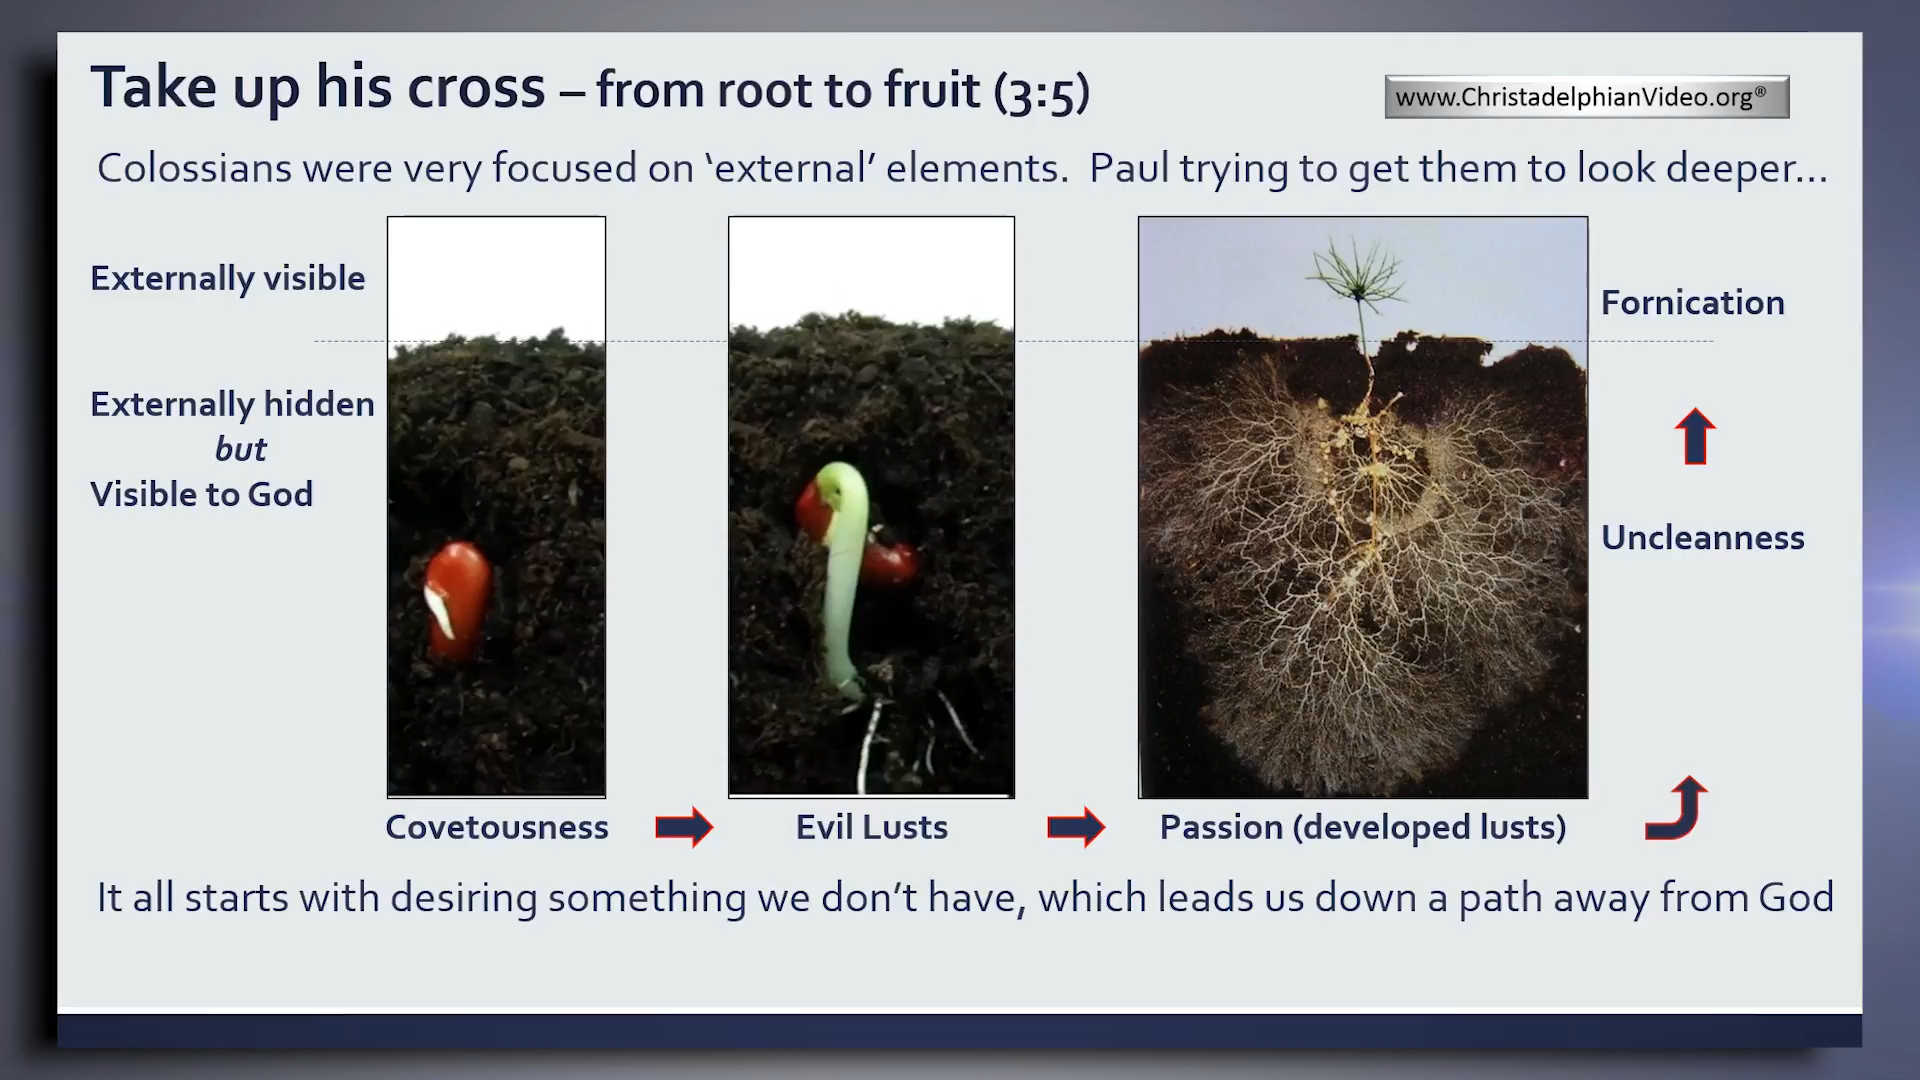 Take up his cross – from root to fruit (3:5)
www.ChristadelphianVideo.org®
Colossians were very focused on ‘external’ elements.  Paul trying to get them to look deeper…
Externally visible
Externally hidden
but
Visible to God
Fornication
Uncleanness
Covetousness
Evil Lusts
Passion (developed lusts)
It all starts with desiring something we don’t have, which leads us down a path away from God